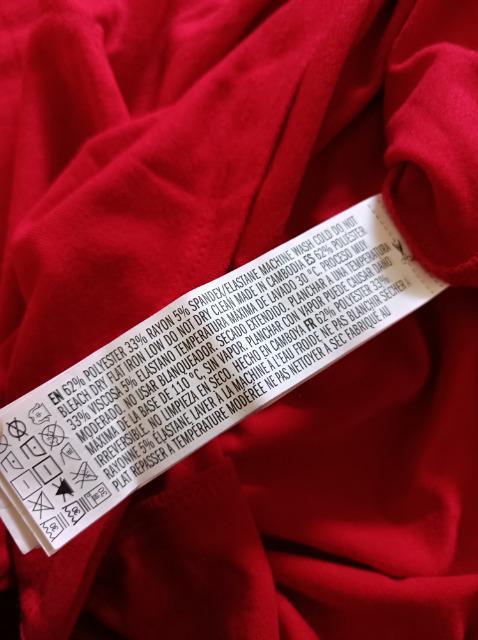 EN 62% POLYESTER 33% RAYON 5% SPANDEX/ELASTANE MACHINE WASH COLD DO NOT
BLEACH DRY FLAT IRON LOW DO NOT DRY CLEAN MADE IN CAMBODIA ES 62% POLIESTER
33% VISCOSA 5% ELASTANO TEMPERATURA MÁXIMA DE LAVADO 30 °C, PROCESO MUY
MODERADO. NO USAR BLANQUEADOR. SECADO EXTENDIDO. PLANCHAR A UNA TEMPERATURA
MÁXIMA DE LA BASE DE 110 °C, SIN VAPOR. PLANCHAR CON VAPOR PUEDE CAUSAR DAÑO
IRREVERSIBLE. NO LIMPIEZA EN SECO. HECHO EN CAMBOYA FR 62% POLYESTER 33%
RAYONNE 5% ELASTANE LAVER À LA MACHINE À L'EAU FROIDE NE PAS BLANCHIR SÉCHER À
PLAT REPASSER À TEMPÉRATURE MODÉRÉE NE PAS NETTOYER À SEC FABRIQUÉ AU